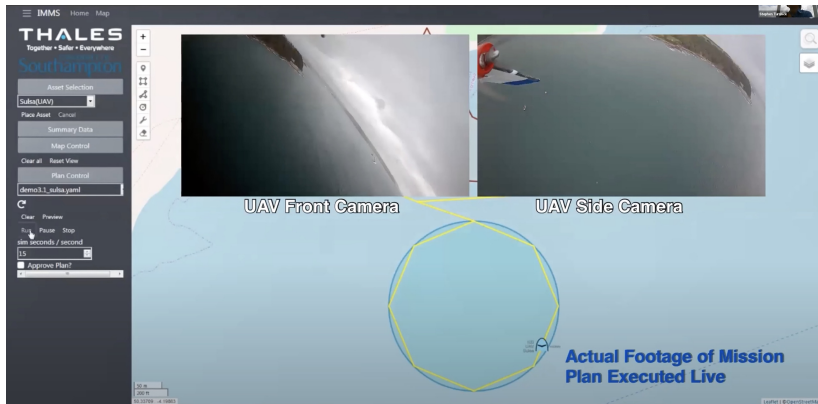 IMMS Home Map
THALES
Together • Safer • Everywhere
Southampton
Asset Selection
Sulsa(UAV)
Place Asset Cancel
Summary Data
Map Control
Clear all Reset View
Plan Control
demo3.1_sulsa.yaml
Clear Preview
Run Pause Stop
sim seconds / second
15
Approve Plan?
+
−
UAV Front Camera
UAV Side Camera
Actual Footage of Mission
Plan Executed Live
50 m
200 ft